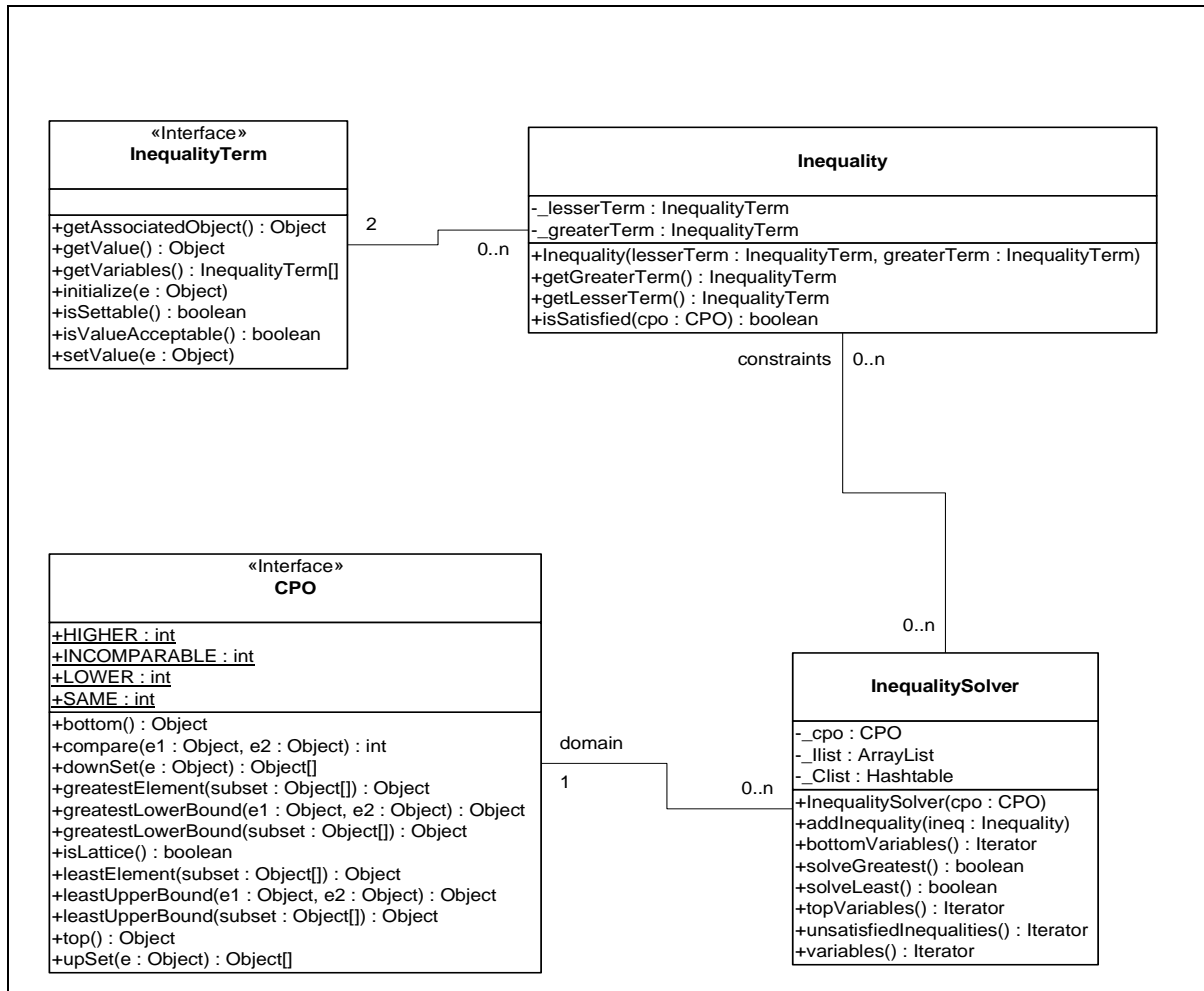 «Interface»
InequalityTerm
+getAssociatedObject() : Object
+getValue() : Object
+getVariables() : InequalityTerm[]
+initialize(e : Object)
+isSettable() : boolean
+isValueAcceptable() : boolean
+setValue(e : Object)
2
0..n
Inequality
-_lesserTerm : InequalityTerm
-_greaterTerm : InequalityTerm
+Inequality(lesserTerm : InequalityTerm, greaterTerm : InequalityTerm)
+getGreaterTerm() : InequalityTerm
+getLesserTerm() : InequalityTerm
+isSatisfied(cpo : CPO) : boolean
constraints
0..n
«Interface»
CPO
+HIGHER : int
+INCOMPARABLE : int
+LOWER : int
+SAME : int
+bottom() : Object
+compare(e1 : Object, e2 : Object) : int
+downSet(e : Object) : Object[]
+greatestElement(subset : Object[]) : Object
+greatestLowerBound(e1 : Object, e2 : Object) : Object
+greatestLowerBound(subset : Object[]) : Object
+isLattice() : boolean
+leastElement(subset : Object[]) : Object
+leastUpperBound(e1 : Object, e2 : Object) : Object
+leastUpperBound(subset : Object[]) : Object
+top() : Object
+upSet(e : Object) : Object[]
domain
1
0..n
0..n
InequalitySolver
-_cpo : CPO
-_Ilist : ArrayList
-_Clist : Hashtable
+InequalitySolver(cpo : CPO)
+addInequality(ineq : Inequality)
+bottomVariables() : Iterator
+solveGreatest() : boolean
+solveLeast() : boolean
+topVariables() : Iterator
+unsatisfiedInequalities() : Iterator
+variables() : Iterator